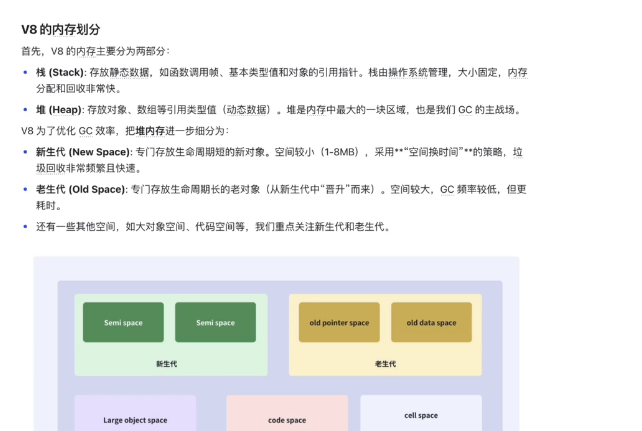 V8 的内存划分
首先，V8 的内存主要分为两部分：
栈 (Stack): 存放静态数据，如函数调用帧、基本类型值和对象的引用指针。栈由操作系统管理，大小固定，内存
分配和回收非常快。
堆 (Heap): 存放对象、数组等引用类型值（动态数据）。堆是内存中最大的一块区域，也是我们 GC 的主战场。
V8 为了优化 GC 效率，把堆内存进一步细分为：
新生代 (New Space): 专门存放生命周期短的新对象。空间较小（1-8MB），采用**“空间换时间”**的策略，垃
圾回收非常频繁且快速。
老生代 (Old Space): 专门存放生命周期长的老对象（从新生代中“晋升”而来）。空间较大，GC 频率较低，但更
耗时。
还有一些其他空间，如大对象空间、代码空间等，我们重点关注新生代和老生代。
Semi space Semi space old pointer space old data space
新生代 老生代
Large object space code space cell space